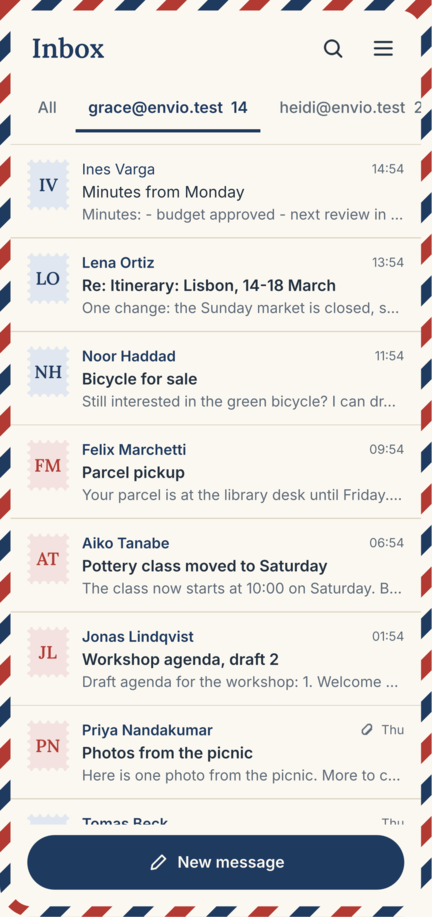 Inbox
All
grace@envio.test 14
heidi@envio.test 2
IV
Ines Varga
14:54
Minutes from Monday
Minutes: - budget approved - next review in ...
LO
Lena Ortiz
13:54
Re: Itinerary: Lisbon, 14-18 March
One change: the Sunday market is closed, s...
NH
Noor Haddad
11:54
Bicycle for sale
Still interested in the green bicycle? I can dr...
FM
Felix Marchetti
09:54
Parcel pickup
Your parcel is at the library desk until Friday....
AT
Aiko Tanabe
06:54
Pottery class moved to Saturday
The class now starts at 10:00 on Saturday. B...
JL
Jonas Lindqvist
01:54
Workshop agenda, draft 2
Draft agenda for the workshop: 1. Welcome ...
PN
Priya Nandakumar
Thu
Photos from the picnic
Here is one photo from the picnic. More to c...
Tomas Beck
Thu
New message